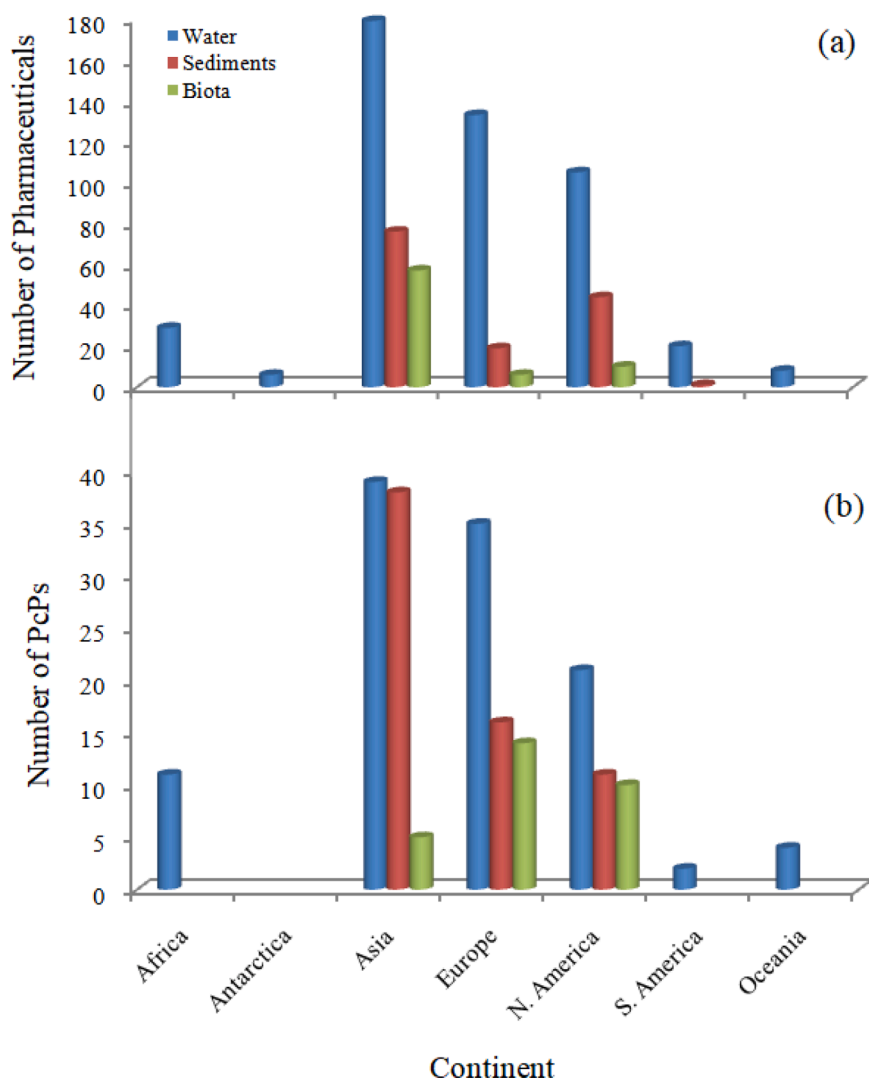 (a)
Water
Sediments
Biota
Number of Pharmaceuticals
180
160
140
120
100
80
60
40
20
0
(b)
Number of PcPs
40
35
30
25
20
15
10
5
0
Africa
Antarctica
Asia
Europe
N. America
S. America
Oceania
Continent